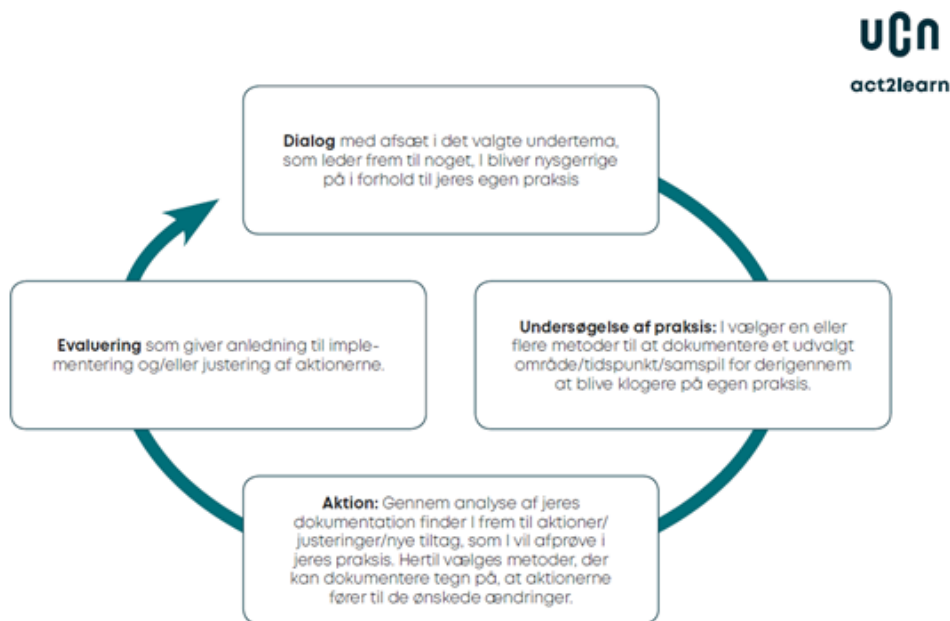 ucn
act2learn
Dialog med afsæt i det valgte undertema,
som leder frem til noget, I bliver nysgerrige
på i forhold til jeres egen praksis
Evaluering som giver anledning til imple-
mentering og/eller justering af aktionerne.
Undersøgelse af praksis: I vælger en eller
flere metoder til at dokumentere et udvalgt
område/tidspunkt/samspil for derigennem
at blive klogere på egen praksis.
Aktion: Gennem analyse af jeres
dokumentation finder I frem til aktioner/
justeringer/nye tiltag, som I vil afprøve i
jeres praksis. Hertil vælges metoder, der
kan dokumentere tegn på, at aktionerne
fører til de ønskede ændringer.